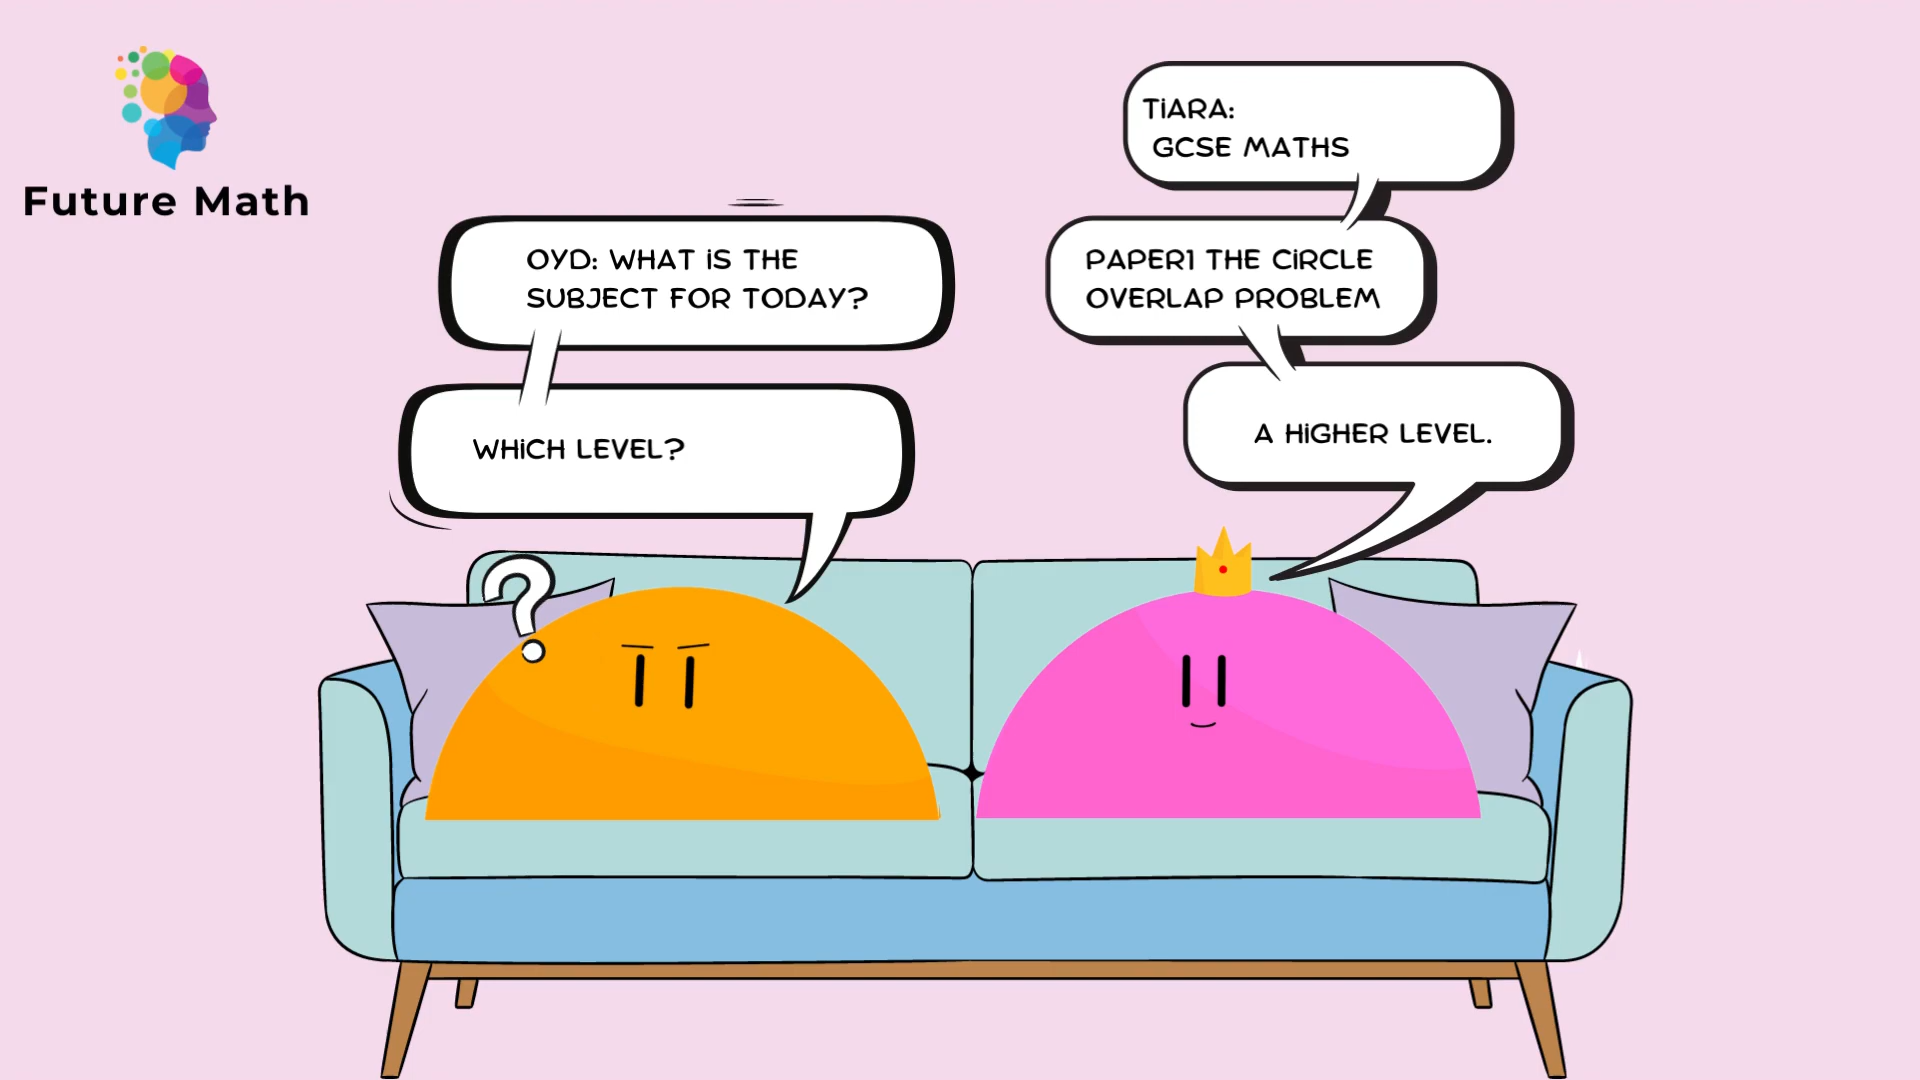 Future Math
OYD: WHAT IS THE
SUBJECT FOR TODAY?
WHICH LEVEL?
TIARA:
GCSE MATHS
PAPER1 THE CIRCLE
OVERLAP PROBLEM
A HIGHER LEVEL.
?